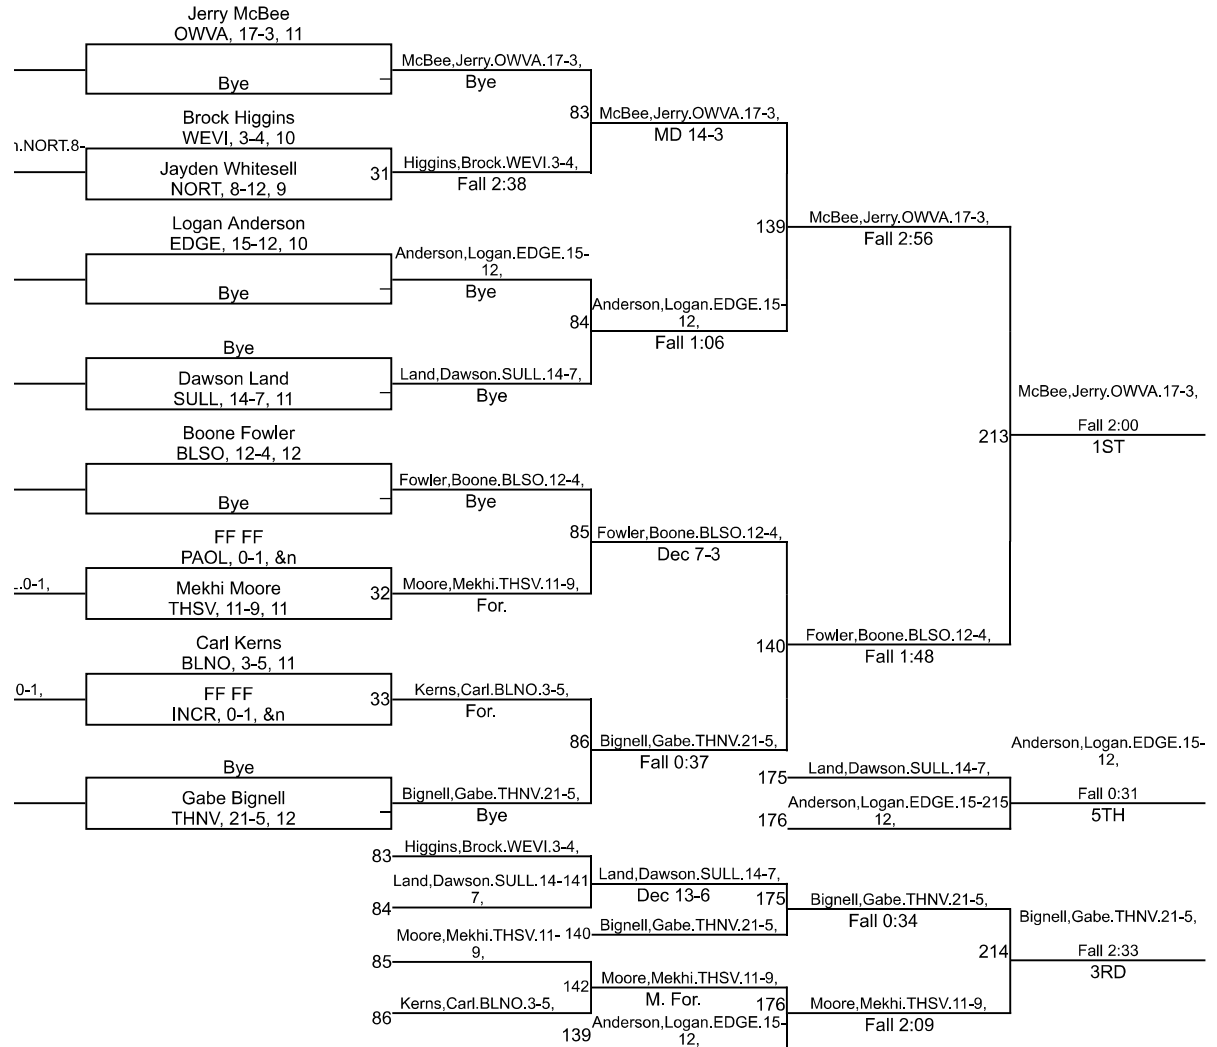 Jerry McBee
OWVA, 17-3, 11
McBee,Jerry.OWVA.17-3,
Bye
Bye
83
McBee,Jerry.OWVA.17-3,
MD 14-3
Brock Higgins
WEVI, 3-4, 10
.NORT.8-
Jayden Whitesell
31
Higgins,Brock.WEVI.3-4,
NORT, 8-12, 9
Fall 2:38
Logan Anderson
EDGE, 15-12, 10
139
McBee,Jerry.OWVA.17-3,
Fall 2:56
Anderson,Logan.EDGE.15-
12,
Bye
Bye
84
Anderson,Logan.EDGE.15-
12,
Fall 1:06
Bye
Dawson Land
Land,Dawson.SULL.14-7,
SULL, 14-7, 11
Bye
McBee,Jerry.OWVA.17-3,
213
Fall 2:00
1ST
Boone Fowler
BLSO, 12-4, 12
Fowler,Boone.BLSO.12-4,
Bye
Bye
85
Fowler,Boone.BLSO.12-4,
Dec 7-3
FF FF
PAOL, 0-1, &n
.0-1,
Mekhi Moore
32
Moore,Mekhi.THSV.11-9,
THSV, 11-9, 11
For.
Carl Kerns
BLNO, 3-5, 11
140
Fowler,Boone.BLSO.12-4,
Fall 1:48
0-1,
FF FF
33
Kerns,Carl.BLNO.3-5,
INCR, 0-1, &n
For.
86
Bignell,Gabe.THNV.21-5,
Fall 0:37
Bye
Gabe Bignell
Bignell,Gabe.THNV.21-5,
THNV, 21-5, 12
Bye
175
Land,Dawson.SULL.14-7,
Anderson,Logan.EDGE.15-
12,
Anderson,Logan.EDGE.15-215
12,
176
Fall 0:31
5TH
83
Higgins,Brock.WEVI.3-4,
Land,Dawson.SULL.14-141
7,
84
Land,Dawson.SULL.14-7,
Dec 13-6
175
Bignell,Gabe.THNV.21-5,
Fall 0:34
Moore,Mekhi.THSV.11-
9,
140
Bignell,Gabe.THNV.21-5,
85
214
Bignell,Gabe.THNV.21-5,
Fall 2:33
3RD
142
Moore,Mekhi.THSV.11-9,
M. For.
176
Moore,Mekhi.THSV.11-9,
Fall 2:09
86
Kerns,Carl.BLNO.3-5,
139
Anderson,Logan.EDGE.15-
12,